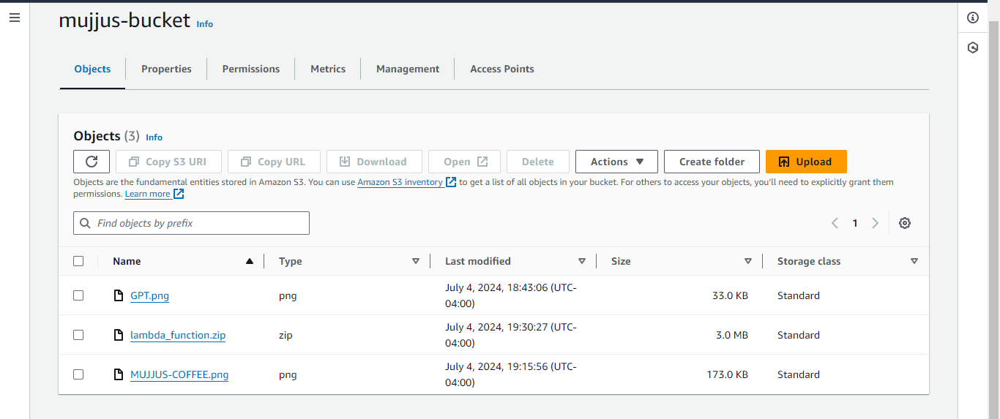 mujjus-bucket Info
Objects Properties Permissions Metrics Management Access Points
Objects (3) Info
Copy S3 URI Copy URL Download Open Delete Actions Create folder Upload
Objects are the fundamental entities stored in Amazon S3. You can use Amazon S3 inventory to get a list of all objects in your bucket. For others to access your objects, you'll need to explicitly grant them
permissions. Learn more
Find objects by prefix 1
Name Type Last modified Size Storage class
GPT.png png July 4, 2024, 18:43:06 (UTC-
04:00) 33.0 KB Standard
lambda_function.zip zip July 4, 2024, 19:30:27 (UTC-
04:00) 3.0 MB Standard
MUJJUS-COFFEE.png png July 4, 2024, 19:15:56 (UTC-
04:00) 173.0 KB Standard